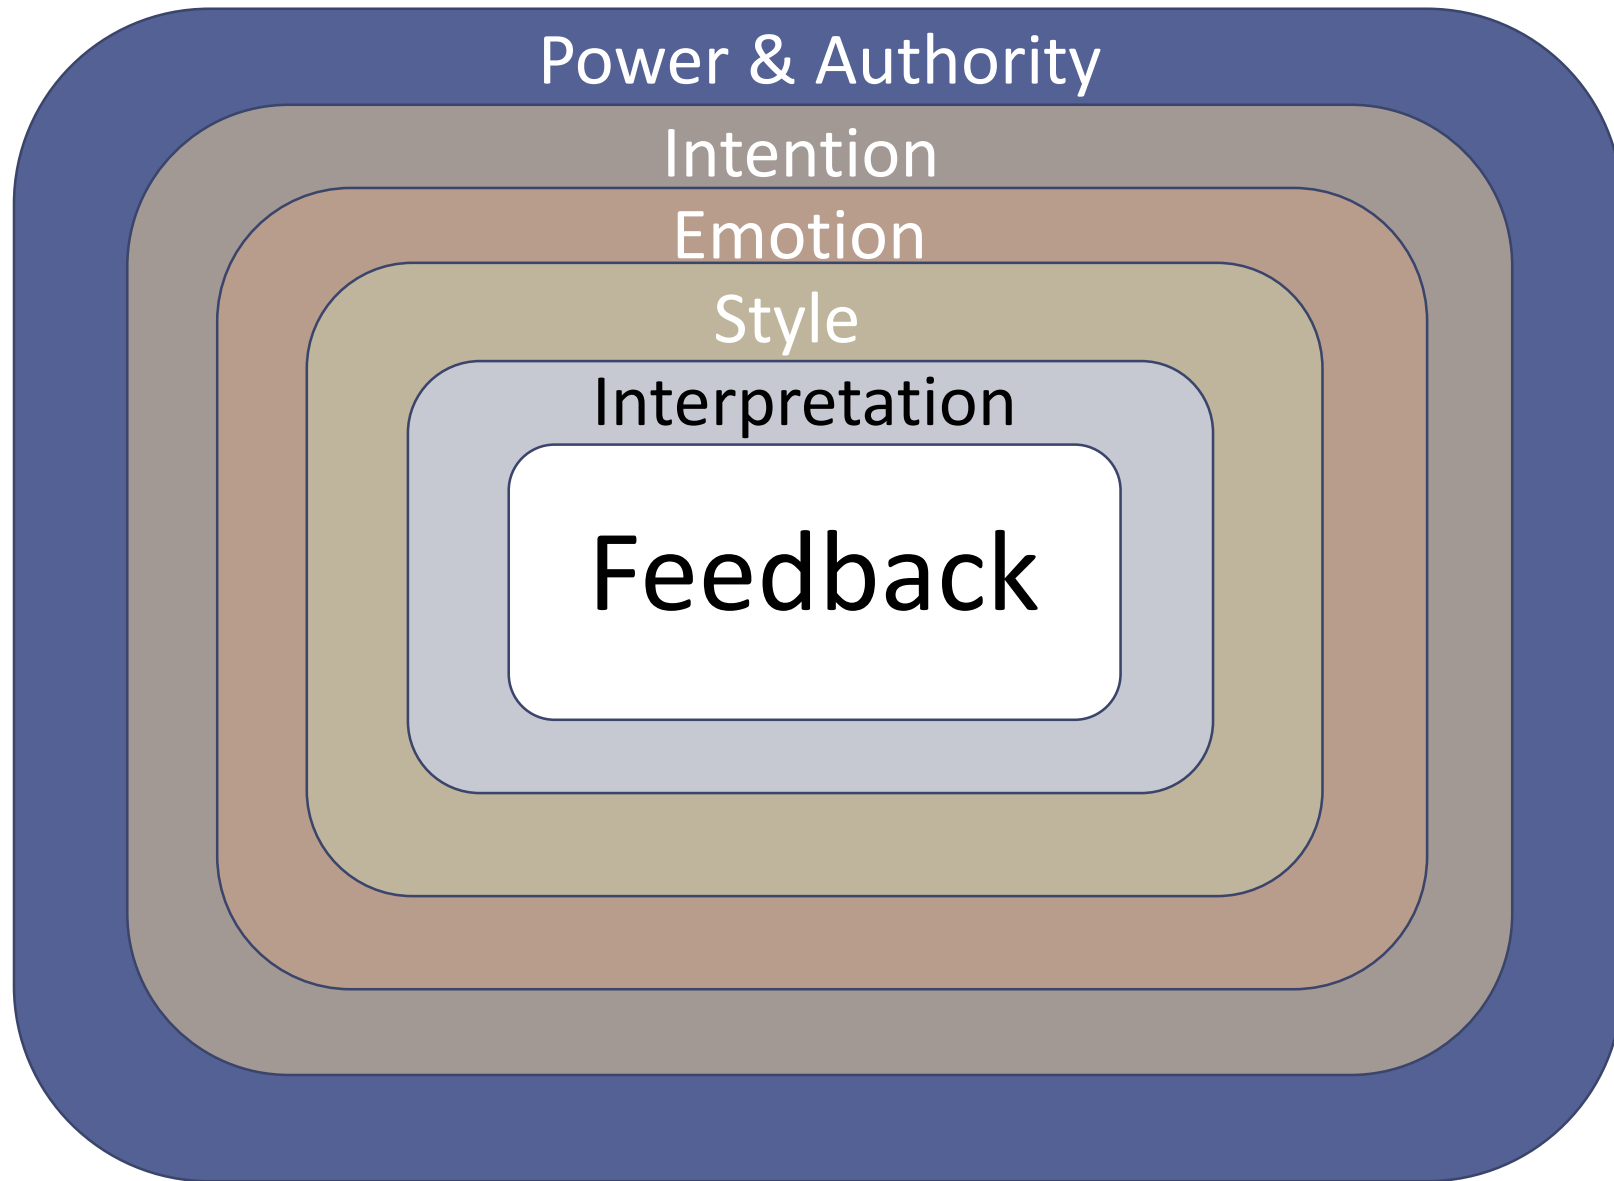 Power & Authority
Intention
Emotion
Style
Interpretation
Feedback